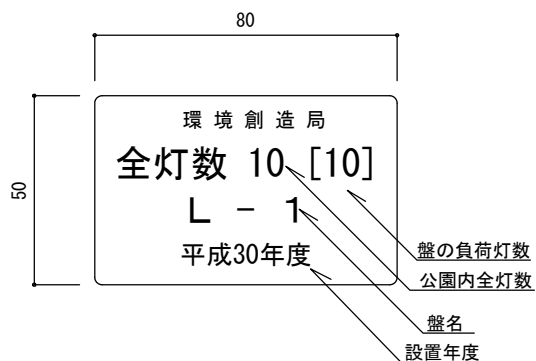 80
50
環境創造局
全灯数 10 [10]
L - 1
平成30年度
盤の負荷灯数
公園内全灯数
盤名
設置年度